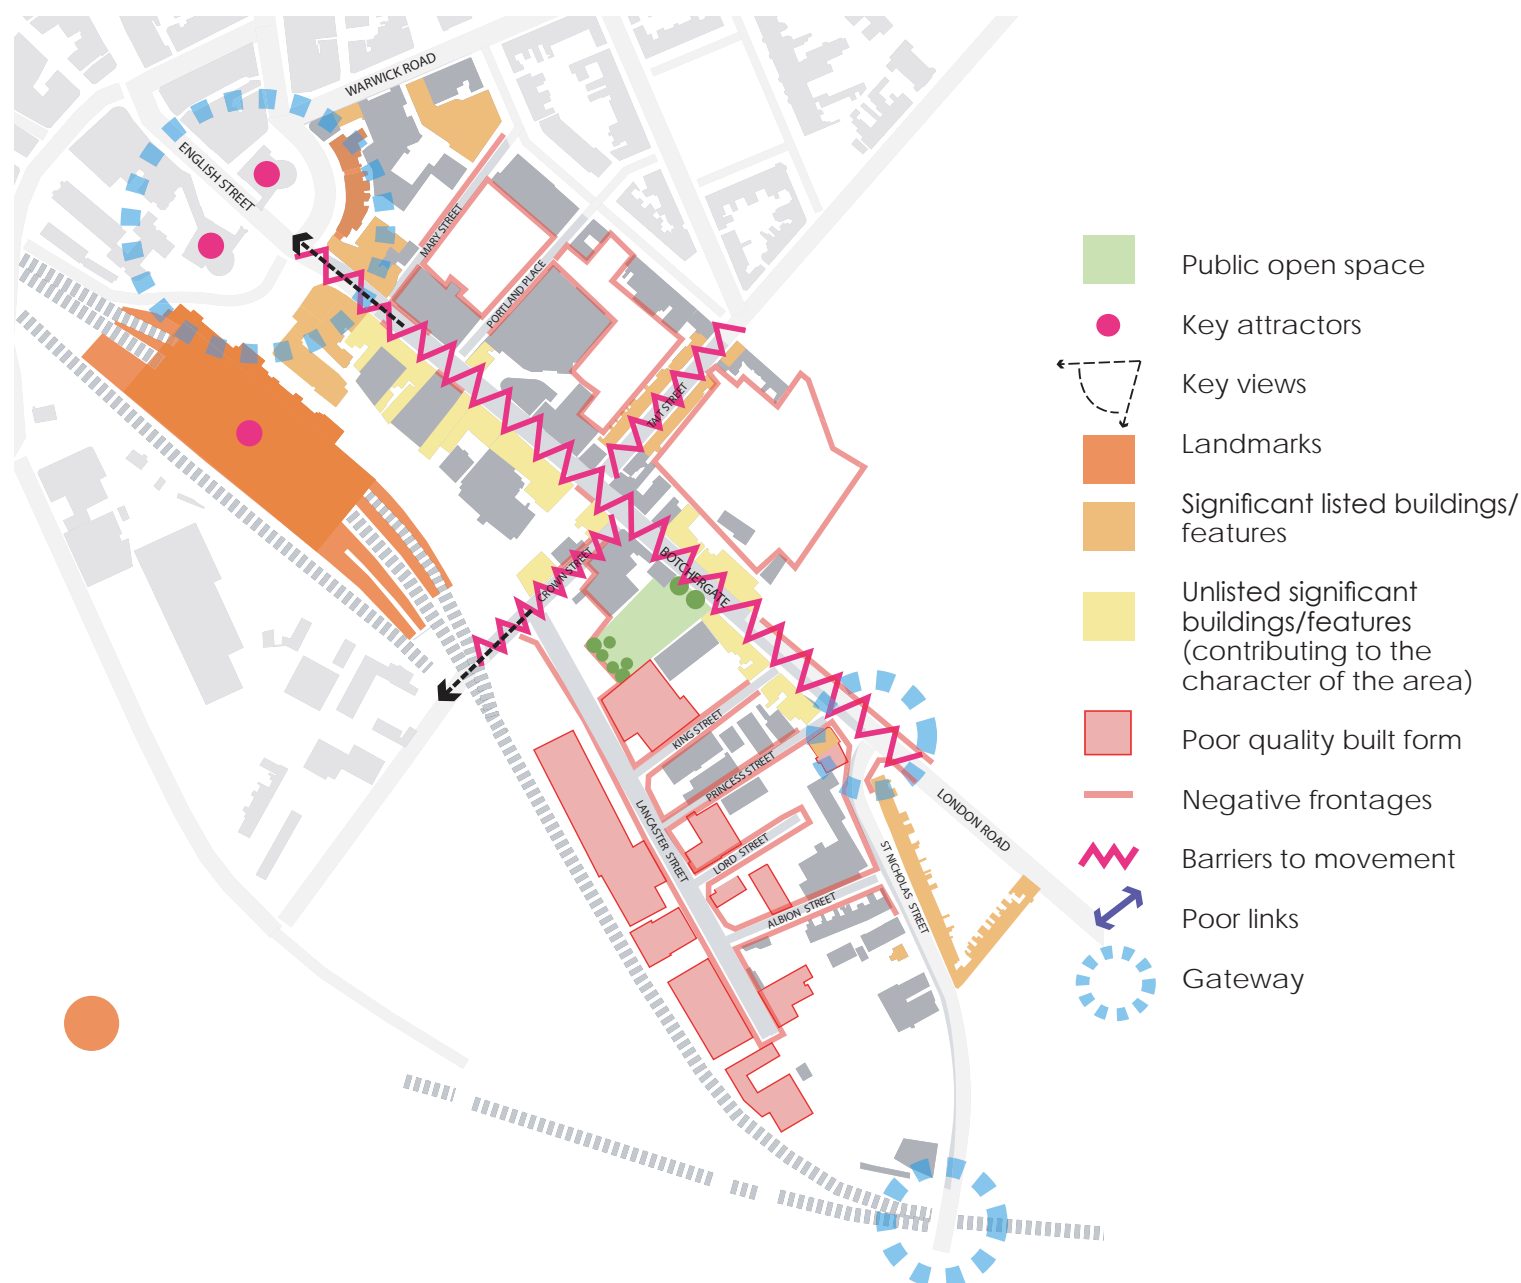 WARWICK ROAD
ENGLISH STREET
MARY STREET
PORTLAND PLACE
TAIT STREET
CROWN STREET
BOTCHERGATE
KING STREET
PRINCESS STREET
LANCASTER STREET
LORD STREET
ALBION STREET
ST NICHOLAS STREET
LONDON ROAD
Public open space
Key attractors
Key views
Landmarks
Significant listed buildings/
features
Unlisted significant
buildings/features
(contributing to the
character of the area)
Poor quality built form
Negative frontages
Barriers to movement
Poor links
Gateway